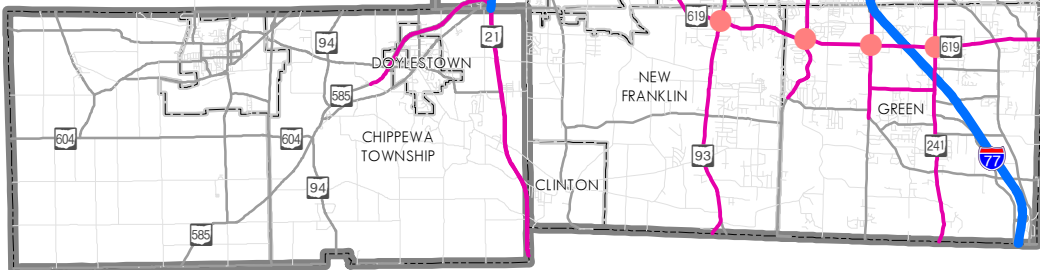 619
94
21
619
DOYLESTOWN
NEW
FRANKLIN
585
GREEN
604
604
CHIPPEWA
TOWNSHIP
241
93
77
94
CLINTON
585